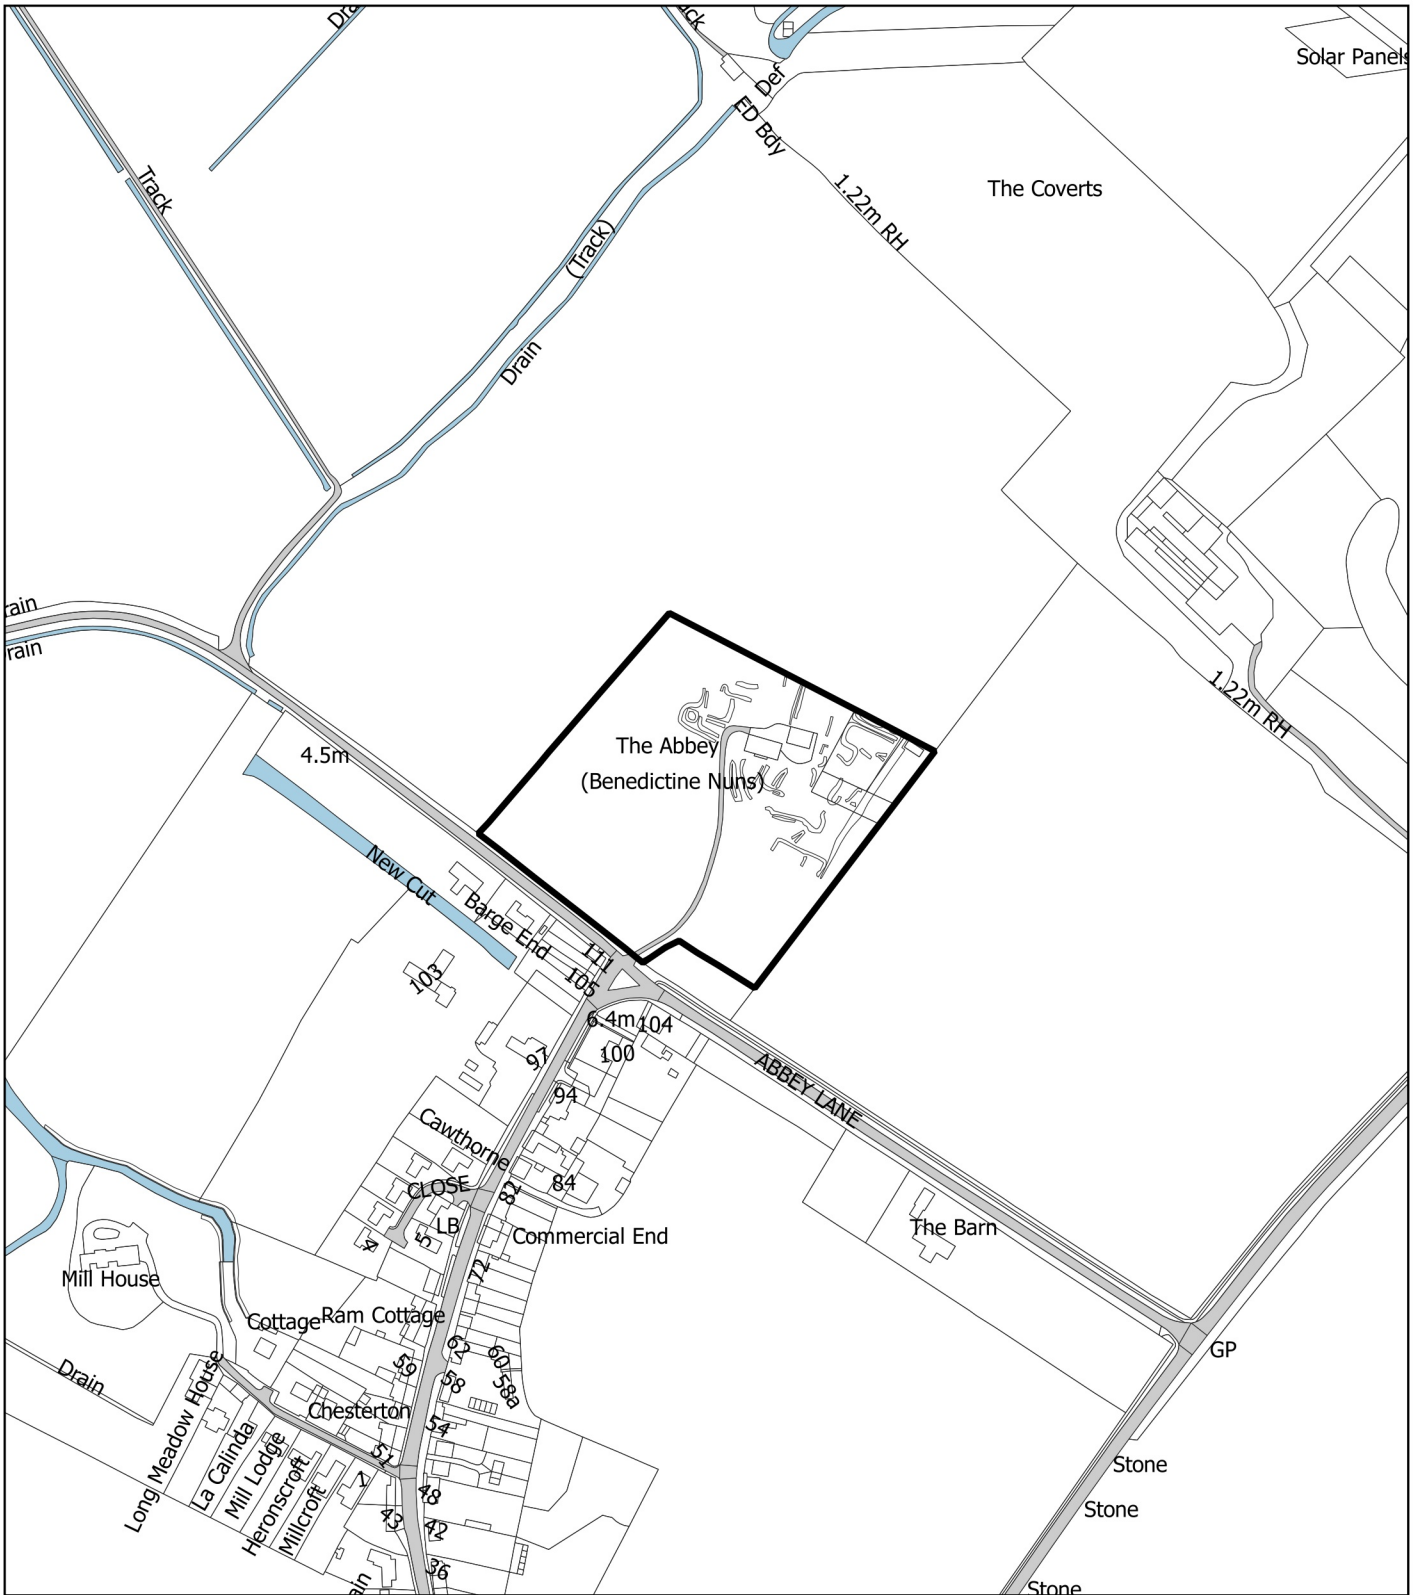 Solar Panels
Def
ED Bdy
The Coverts
1.22m RH
Track
(Track)
Drain
The Abbey
(Benedictine Nuns)
1.22m RH
4.5m
New Cut
Barge End
111
105
103
6.4m
104
100
97
94
ABBEY LANE
Cawthorne
CLOSE
84
82
LB
4
5
Commercial End
The Barn
72
Mill House
Cottage
Ram Cottage
GP
62
60
59
58
58a
Drain
Chesterton
54
51
Long Meadow House
La Calinda
Mill Lodge
Heronscroft
Millcroft
1
48
43
42
36
Stone
Stone
Stone